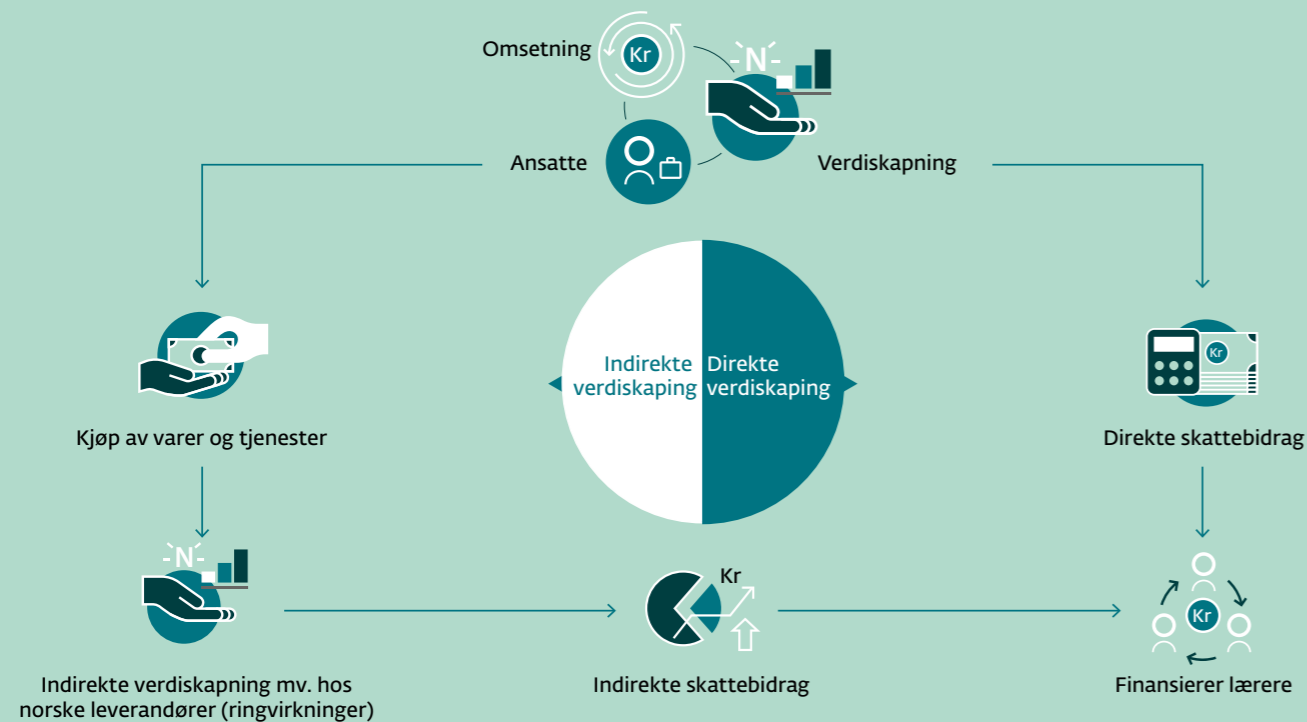 Omsetning
Kr
N
Ansatte
Verdiskapning
Indirekte
verdiskaping
Direkte
verdiskaping
Kjøp av varer og tjenester
Kr
Direkte skattebidrag
N
Indirekte verdiskapning mv. hos
norske leverandører (ringvirkninger)
Kr
Indirekte skattebidrag
Kr
Finansierer lærere